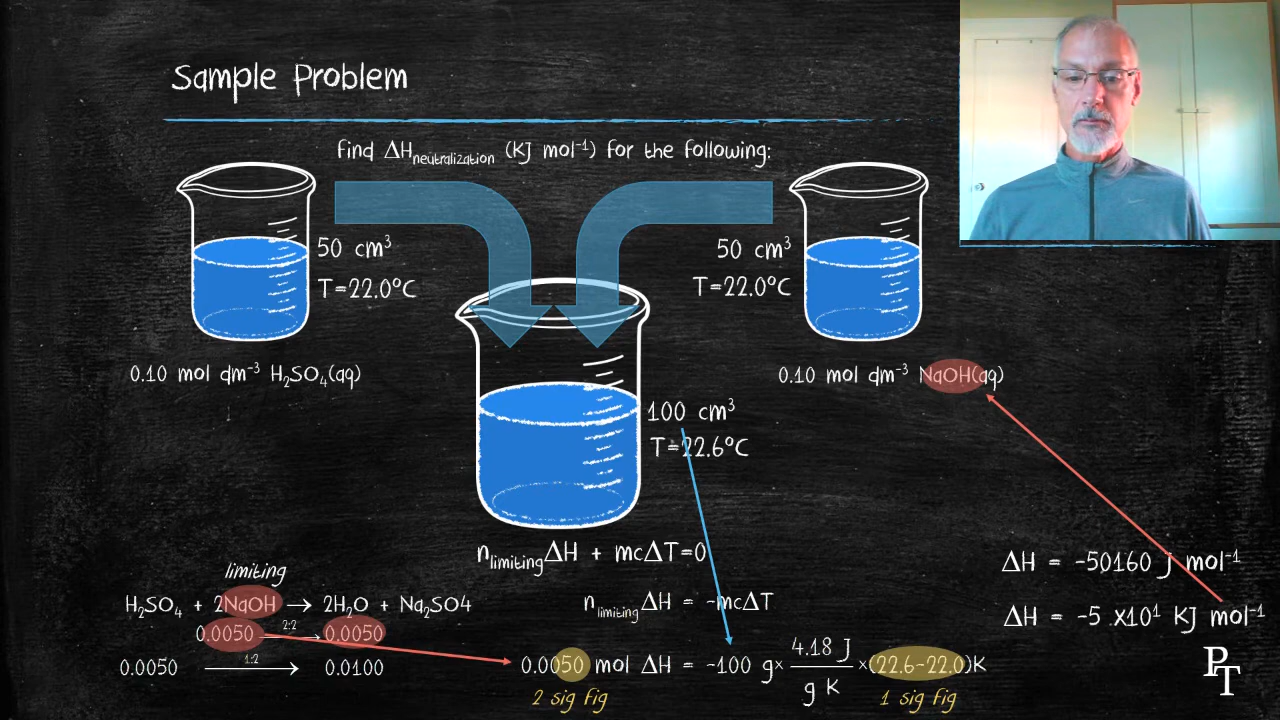 Sample Problem
Find ΔHneutralization (KJ mol⁻¹) for the following:
50 cm³
T=22.0°C
0.10 mol dm⁻³ H₂SO₄(aq)
50 cm³
T=22.0°C
0.10 mol dm⁻³ NaOH(aq)
100 cm³
T=22.6°C
limiting
H₂SO₄ + 2NaOH → 2H₂O + Na₂SO4
0.0050 2:2 → 0.0050
0.0050 1:2 → 0.0100
nlimitingΔH + mcΔT=0
nlimitingΔH = -mcΔT
0.0050 mol ΔH = -100 g× 4.18 J / g K ×(22.6-22.0)K
2 sig fig
1 sig fig
ΔH = -50160 J mol⁻¹
ΔH = -5 x10¹ KJ mol⁻¹
PT